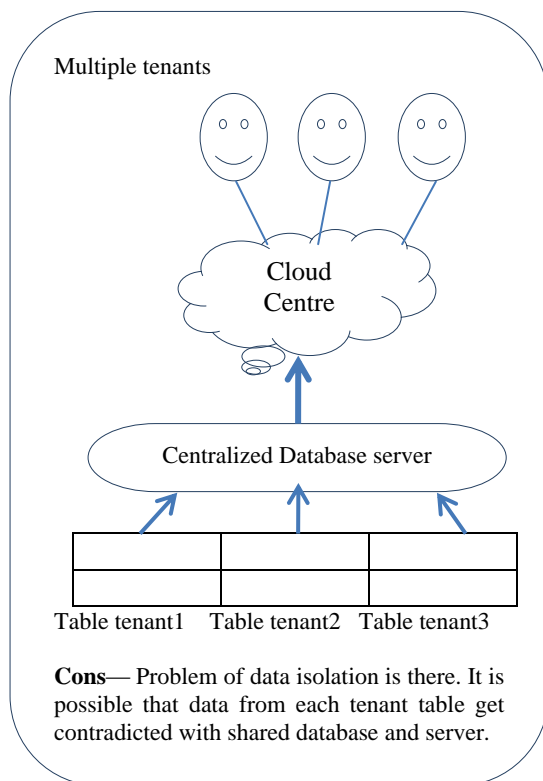 Multiple tenants
Cloud
Centre
Centralized Database server
Table tenant1 Table tenant2 Table tenant3
Cons— Problem of data isolation is there. It is
possible that data from each tenant table get
contradicted with shared database and server.